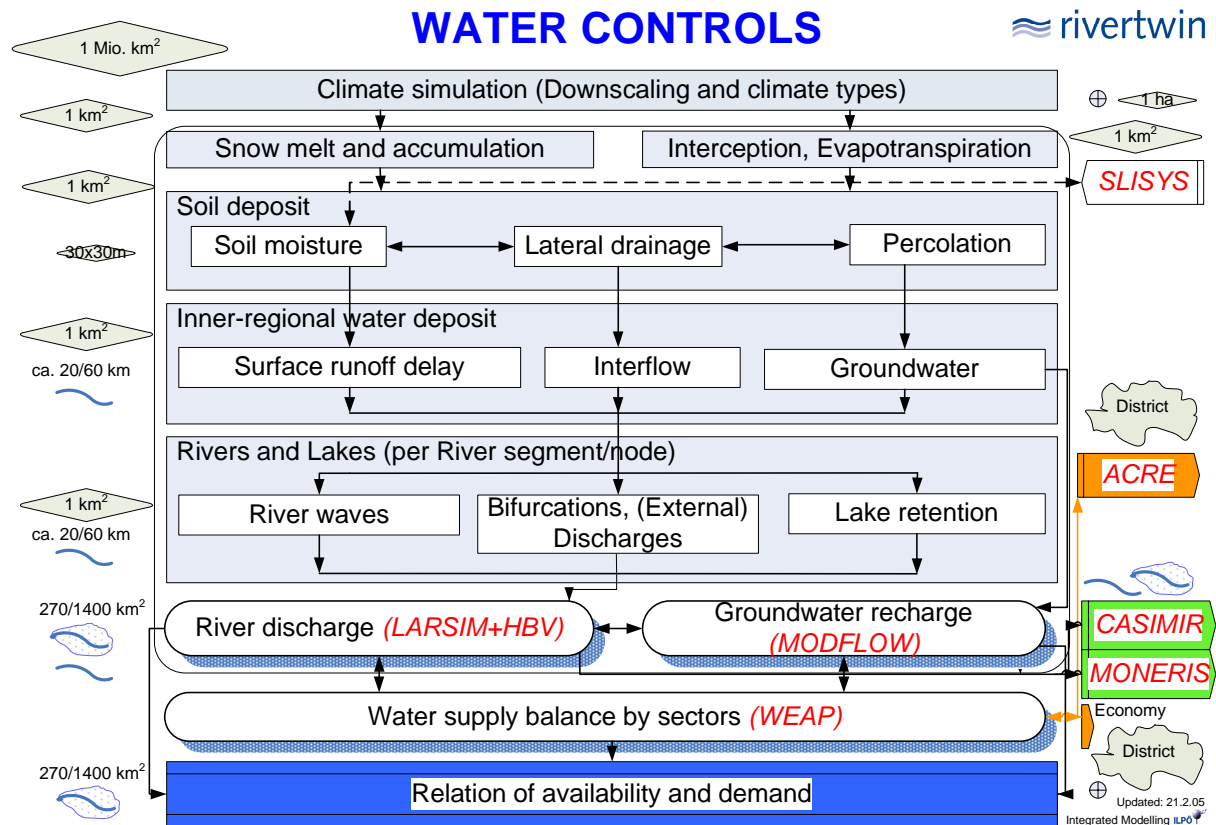 WATER CONTROLS
rivertwin
1 Mio. km²
Climate simulation (Downscaling and climate types)
1 km²
1 ha
1 km²
Snow melt and accumulation
Interception, Evapotranspiration
1 km²
SLISYS
Soil deposit
30x30m
Soil moisture
Lateral drainage
Percolation
Inner-regional water deposit
1 km²
ca. 20/60 km
Surface runoff delay
Interflow
Groundwater
District
Rivers and Lakes (per River segment/node)
ACRE
1 km²
ca. 20/60 km
River waves
Bifurcations, (External)
Discharges
Lake retention
270/1400 km²
River discharge (LARSIM+HBV)
Groundwater recharge
(MODFLOW)
CASIMIR
MONERIS
Water supply balance by sectors (WEAP)
Economy
District
270/1400 km²
Relation of availability and demand
Updated: 21.2.05
Integrated Modelling ILPÖ